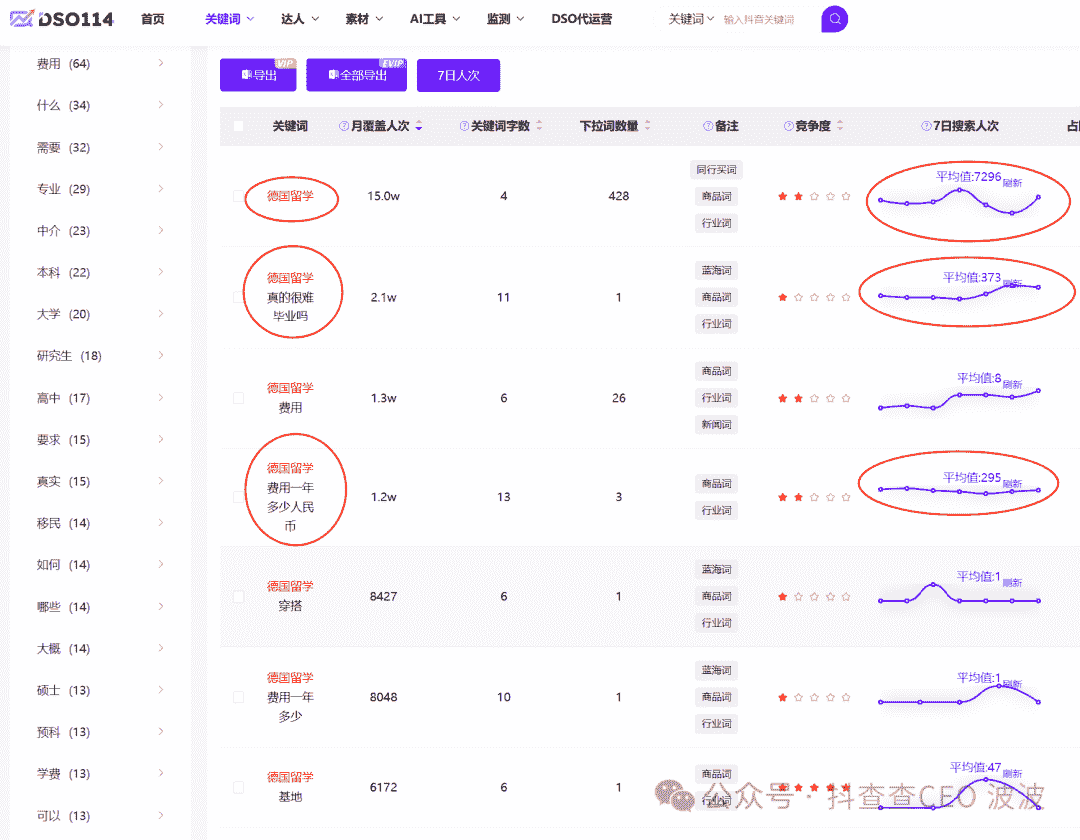 DSO114 首页 关键词 达人 素材 AI工具 监测 DSO代运营 关键词 输入抖音关键词
费用 (64)
什么 (34)
需要 (32)
专业 (29)
中介 (23)
本科 (22)
大学 (20)
研究生 (18)
高中 (17)
要求 (15)
真实 (15)
移民 (14)
如何 (14)
哪些 (14)
大概 (14)
硕士 (13)
预科 (13)
学费 (13)
可以 (13)
导出 VIP 全部导出 EVIP 7日人次
关键词 月覆盖人次 关键词字数 下拉词数量 备注 竞争度 7日搜索人次 占
德国留学 15.0w 4 428
同行买词
商品词
行业词
平均值:7296 刷新
德国留学
真的很难
毕业吗
2.1w 11 1
蓝海词
商品词
行业词
平均值:373 刷新
德国留学
费用
1.3w 6 26
商品词
行业词
新闻词
平均值:8 刷新
德国留学
费用一年
多少人民
币
1.2w 13 3
商品词
行业词
平均值:295 刷新
德国留学
穿搭
8427 6 1
蓝海词
商品词
行业词
平均值:1 刷新
德国留学
费用一年
多少
8048 10 1
蓝海词
商品词
行业词
平均值:1 刷新
德国留学
基地
6172 6 1
商品词
行业词
平均值:47 刷新
公众号 · 抖查查CEO 波波